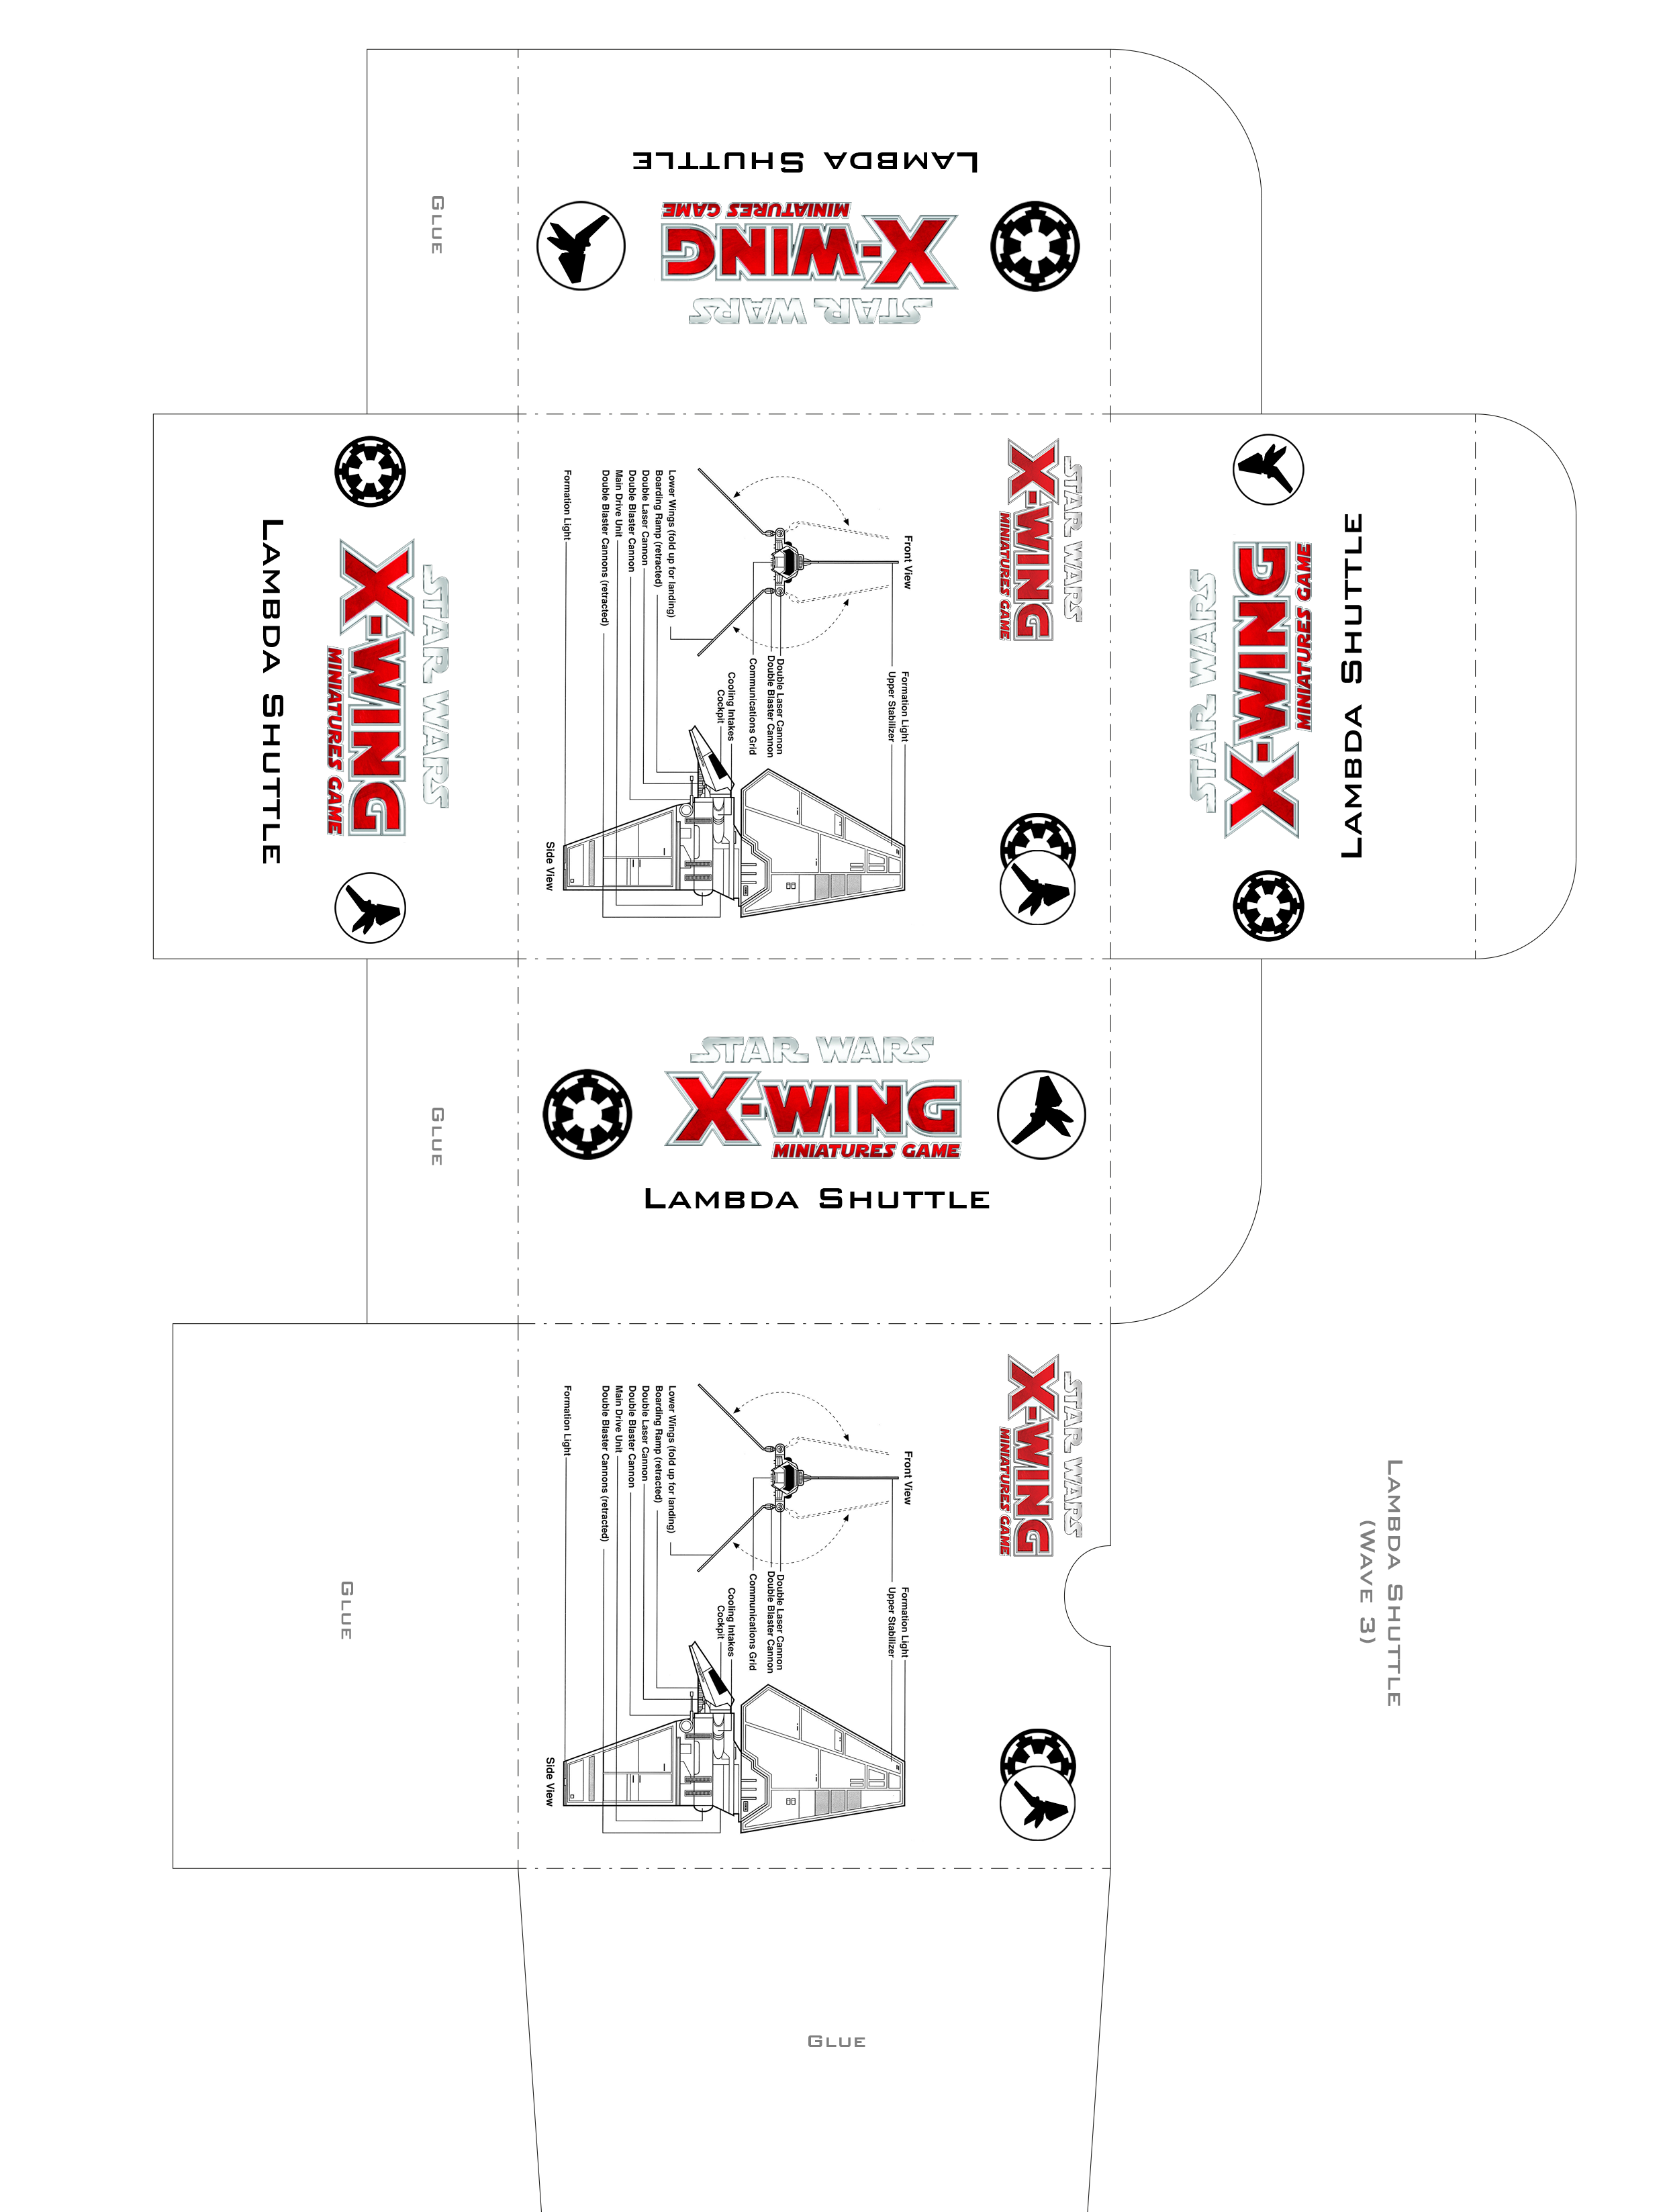 LAMBDA SHUTTLE
MINIATURES GAME
X-WING
STAR WARS
GLUE
STAR WARS
X-WING
MINIATURES GAME
LAMBDA SHUTTLE
STAR WARS
X-WING
MINIATURES GAME
Front View
Formation Light
Upper Stabilizer
Double Laser Cannon
Double Blaster Cannon
Communications Grid
Cooling Intakes
Cockpit
Lower Wings (fold up for landing)
Boarding Ramp (retracted)
Double Laser Cannon
Double Blaster Cannon
Main Drive Unit
Double Blaster Cannons (retracted)
Formation Light
Side View
STAR WARS
X-WING
MINIATURES GAME
LAMBDA SHUTTLE
GLUE
STAR WARS
X-WING
MINIATURES GAME
LAMBDA SHUTTLE
STAR WARS
X-WING
MINIATURES GAME
Front View
Formation Light
Upper Stabilizer
Double Laser Cannon
Double Blaster Cannon
Communications Grid
Cooling Intakes
Cockpit
Lower Wings (fold up for landing)
Boarding Ramp (retracted)
Double Laser Cannon
Double Blaster Cannon
Main Drive Unit
Double Blaster Cannons (retracted)
Formation Light
Side View
GLUE
LAMBDA SHUTTLE
(WAVE 3)
GLUE